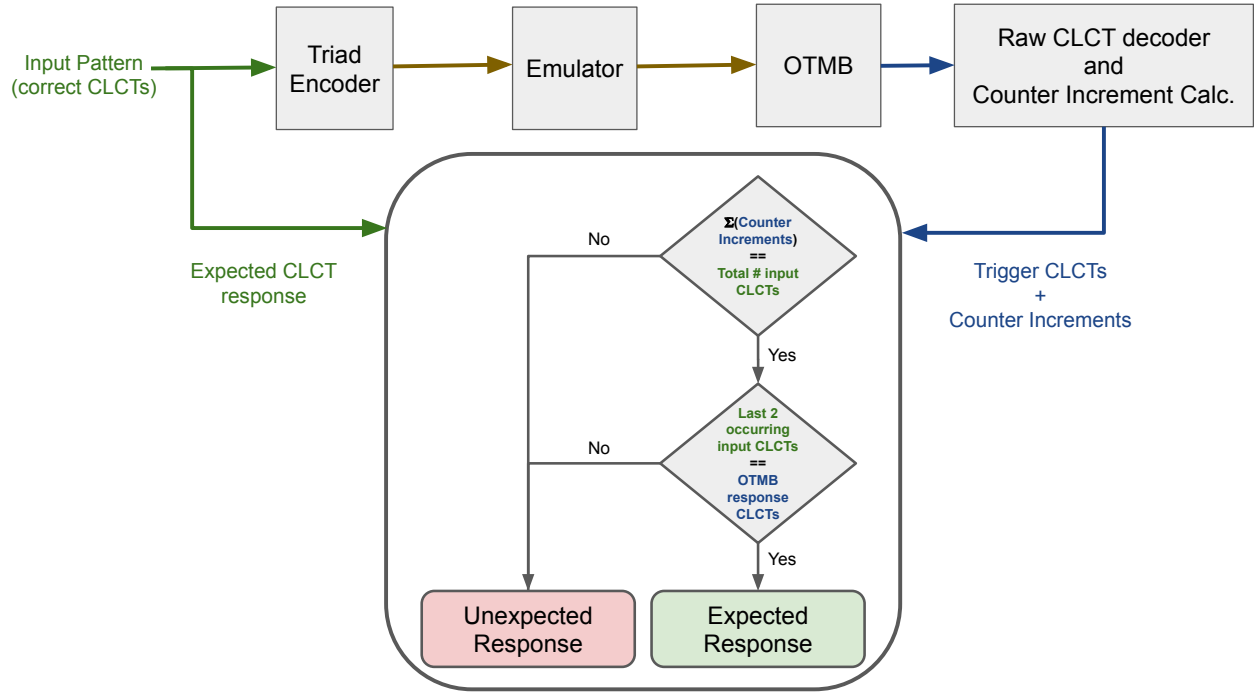 Input Pattern
(correct CLCTs)
Triad
Encoder
Emulator
OTMB
Raw CLCT decoder
and
Counter Increment Calc.
Expected CLCT
response
Trigger CLCTs
+
Counter Increments
Σ(Counter
Increments)
==
Total # input
CLCTs
No
Yes
Last 2
occurring
input CLCTs
==
OTMB
response
CLCTs
No
Yes
Unexpected
Response
Expected
Response